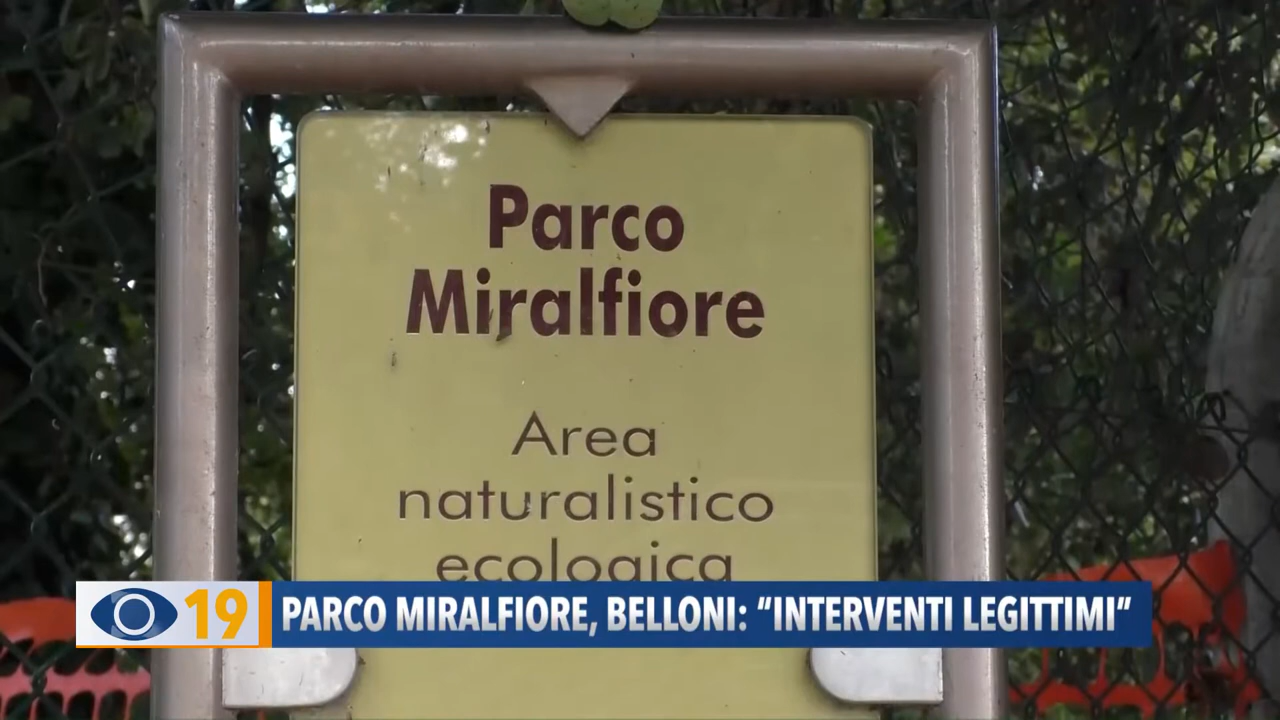 Parco
Miralfiore
Area
naturalistico
ecologica
19
PARCO MIRALFIORE, BELLONI: “INTERVENTI LEGITTIMI”